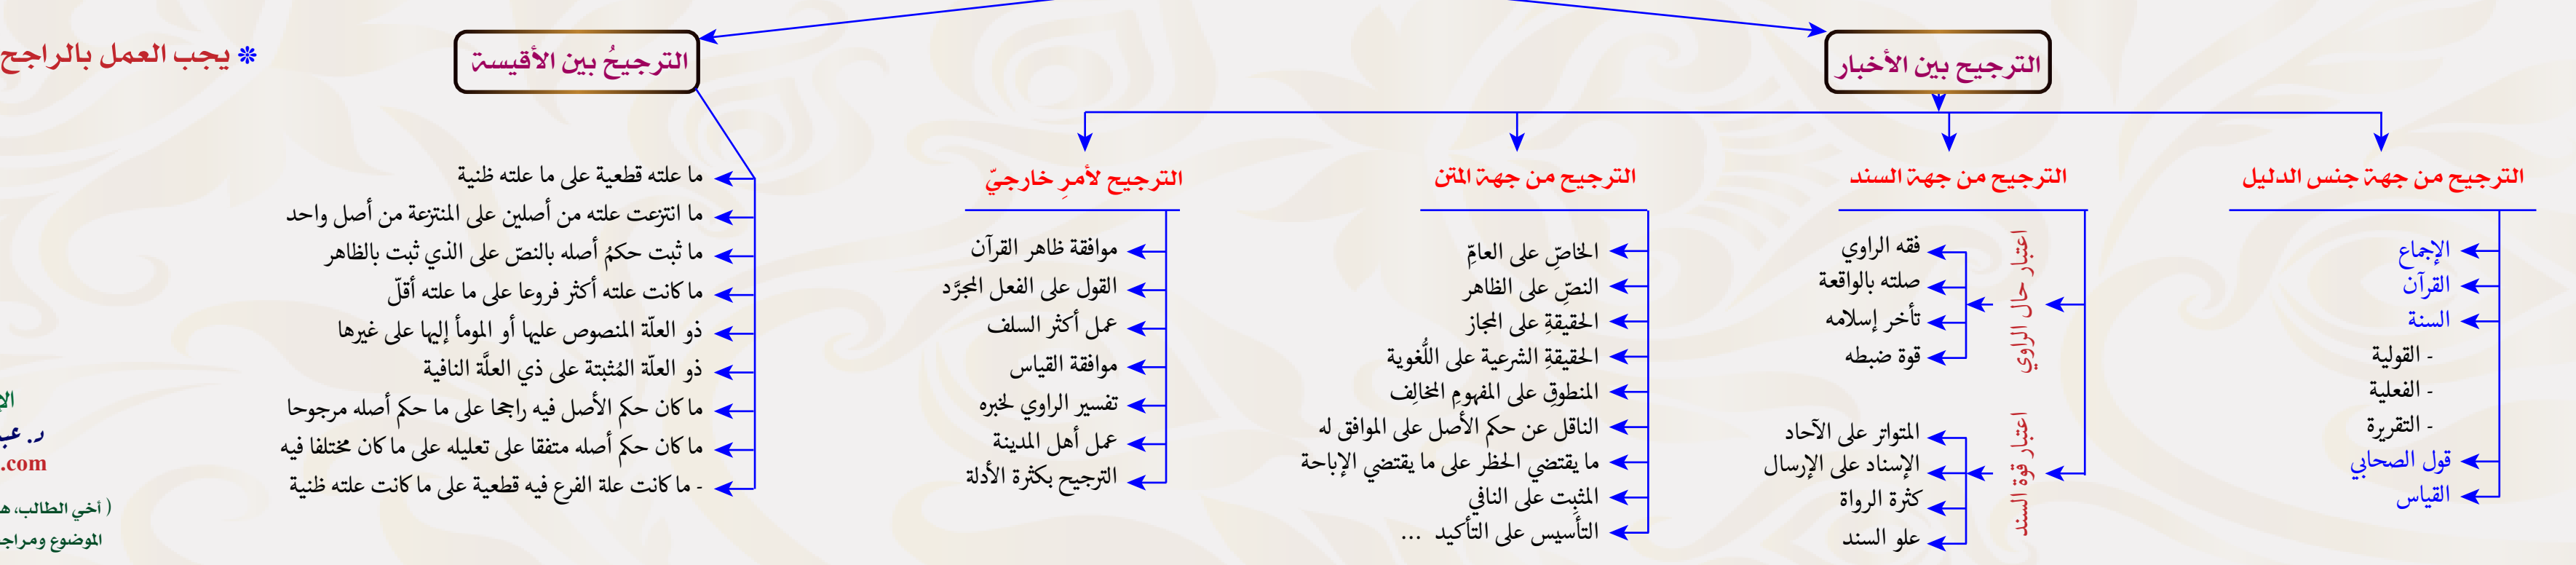 الترجيح بين الأخبار
الترجيح من جهة جنس الدليل
الإجماع
القرآن
السنة
- القولية
- الفعلية
- التقريرة
قول الصحابي
القياس
الترجيح من جهة السند
اعتبار حال الراوي
فقه الراوي
صلته بالواقعة
تأخر إسلامه
قوة ضبطه
اعتبار قوة السند
المتواتر على الآحاد
الإسناد على الإرسال
كثرة الرواة
علو السند
الترجيح من جهة المتن
الخاصِّ على العامِّ
النصِّ على الظاهر
الحقيقةِ على المجاز
الحقيقةِ الشرعية على اللُّغوية
المنطوقِ على المفهومِ المخالِف
الناقل عن حكم الأصل على الموافق له
ما يقتضي الحظر على ما يقتضي الإباحة
المثبِت على النافي
التأسيس على التأكيد ...
الترجيح لأمرِ خارجيّ
موافقة ظاهر القرآن
القول على الفعل المجرَّد
عمل أكثر السلف
موافقة القياس
تفسير الراوي لخبره
عمل أهل المدينة
الترجيح بكثرة الأدلة
الترجيحُ بين الأقيسة
ما علته قطعية على ما علته ظنية
ما انتزعت علته من أصلين على المنتزعة من أصل واحد
ما ثبت حكمُ أصله بالنصّ على الذي ثبت بالظاهر
ما كانت علته أكثر فروعا على ما علته أقلّ
ذو العلّة المنصوص عليها أو المومأ إليها على غيرها
ذو العلّة المُثبتة على ذي العلَّة النافية
ما كان حكم الأصل فيه راجحا على ما حكم أصله مرجوحا
ما كان حكم أصله متفقا على تعليله على ما كان مختلفا فيه
- ما كانت علة الفرع فيه قطعية على ما كانت علته ظنية
❊ يجب العمل بالراجح
د.
.com
( أخي الطالب،
الموضوع